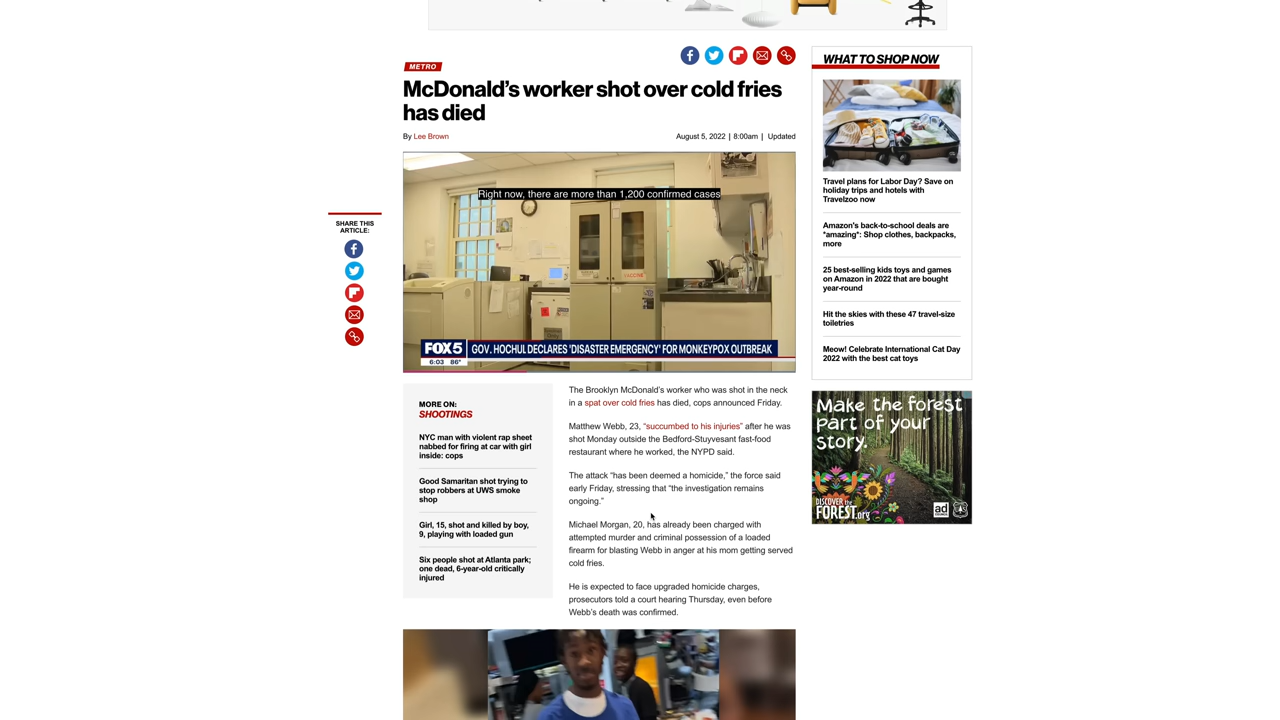 METRO
McDonald’s worker shot over cold fries
has died
By Lee Brown
August 5, 2022 | 8:00am | Updated
SHARE THIS
ARTICLE:
Right now, there are more than 1,200 confirmed cases
VACCINE
FOX 5
GOV. HOCHUL DECLARES 'DISASTER EMERGENCY' FOR MONKEYPOX OUTBREAK
6:03 86°
MORE ON:
SHOOTINGS
NYC man with violent rap sheet
nabbed for firing at car with girl
inside: cops
Good Samaritan shot trying to
stop robbers at UWS smoke
shop
Girl, 15, shot and killed by boy,
9, playing with loaded gun
Six people shot at Atlanta park;
one dead, 6-year-old critically
injured
The Brooklyn McDonald’s worker who was shot in the neck
in a spat over cold fries has died, cops announced Friday.
Matthew Webb, 23, “succumbed to his injuries” after he was
shot Monday outside the Bedford-Stuyvesant fast-food
restaurant where he worked, the NYPD said.
The attack “has been deemed a homicide,” the force said
early Friday, stressing that “the investigation remains
ongoing.”
Michael Morgan, 20, has already been charged with
attempted murder and criminal possession of a loaded
firearm for blasting Webb in anger at his mom getting served
cold fries.
He is expected to face upgraded homicide charges,
prosecutors told a court hearing Thursday, even before
Webb’s death was confirmed.
WHAT TO SHOP NOW
Travel plans for Labor Day? Save on
holiday trips and hotels with
Travelzoo now
Amazon's back-to-school deals are
*amazing*: Shop clothes, backpacks,
more
25 best-selling kids toys and games
on Amazon in 2022 that are bought
year-round
Hit the skies with these 47 travel-size
toiletries
Meow! Celebrate International Cat Day
2022 with the best cat toys
Make the forest
part of your
story.
DISCOVER the
FOREST.org
ad